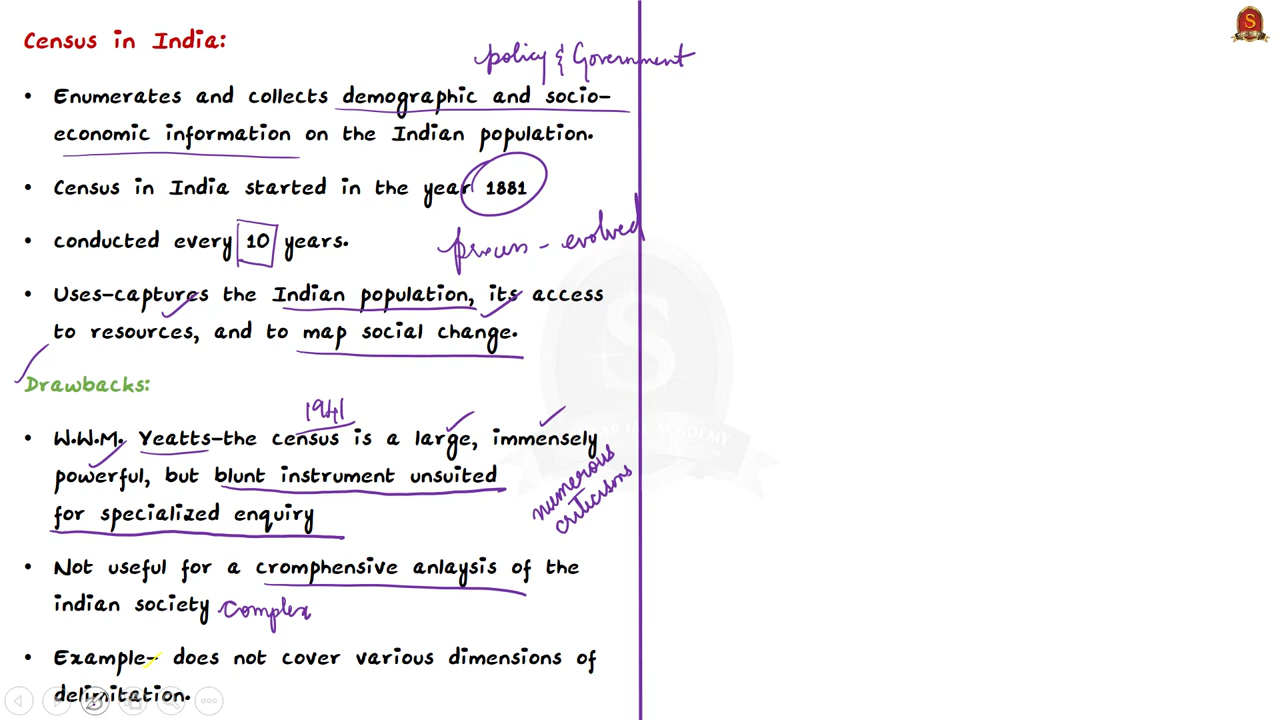 Census in India:
policy & Government
• Enumerates and collects demographic and socio-
economic information on the Indian population.
• Census in India started in the year 1881
• conducted every 10 years.
process - evolved
• Uses-captures the Indian population, its access
to resources, and to map social change.
Drawbacks:
1941
• W.W.M. Yeatts-the census is a large, immensely
powerful, but blunt instrument unsuited
for specialized enquiry
numerous
criticisms
• Not useful for a cromphensive anlaysis of the
indian society complex
• Example- does not cover various dimensions of
delimitation.